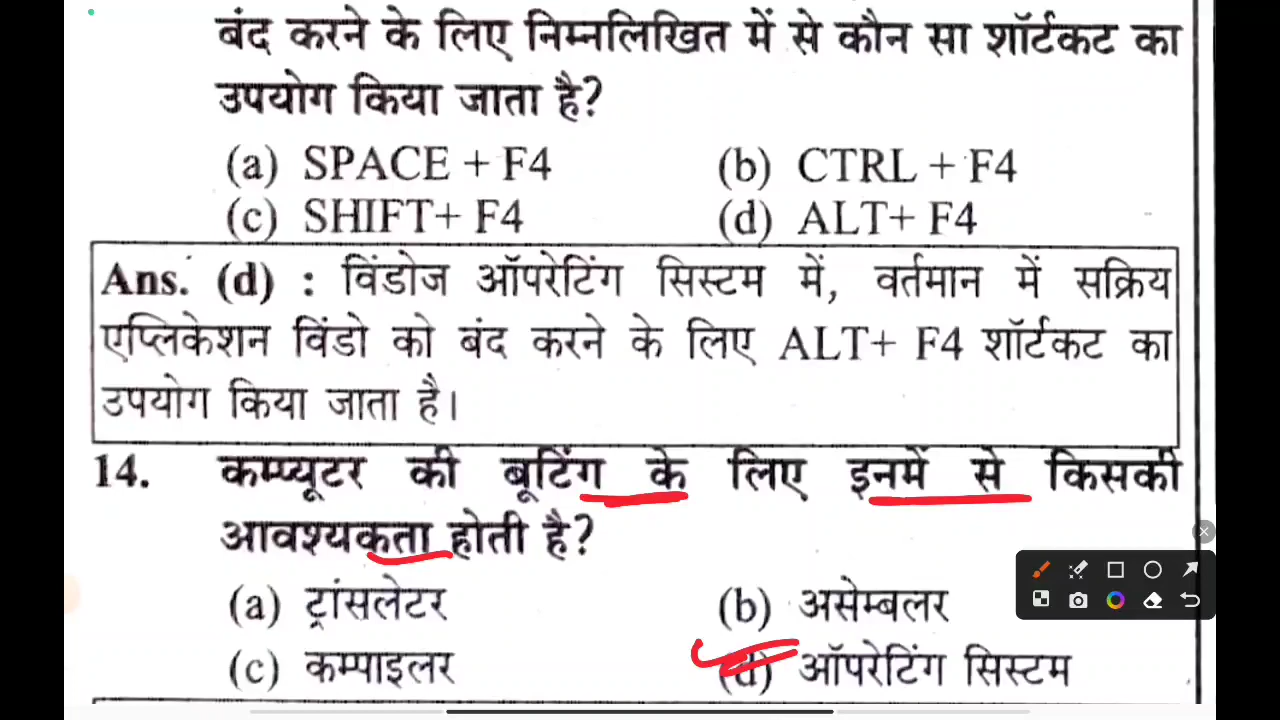 बंद करने के लिए निम्नलिखित में से कौन सा शॉर्टकट का
उपयोग किया जाता है?
(a) SPACE + F4 (b) CTRL + F4
(c) SHIFT+ F4 (d) ALT+ F4
Ans. (d) : विंडोज ऑपरेटिंग सिस्टम में, वर्तमान में सक्रिय
एप्लिकेशन विंडो को बंद करने के लिए ALT+ F4 शॉर्टकट का
उपयोग किया जाता है।
14. कम्प्यूटर की बूटिंग के लिए इनमें से किसकी
आवश्यकता होती है?
(a) ट्रांसलेटर (b) असेम्बलर
(c) कम्पाइलर (d) ऑपरेटिंग सिस्टम